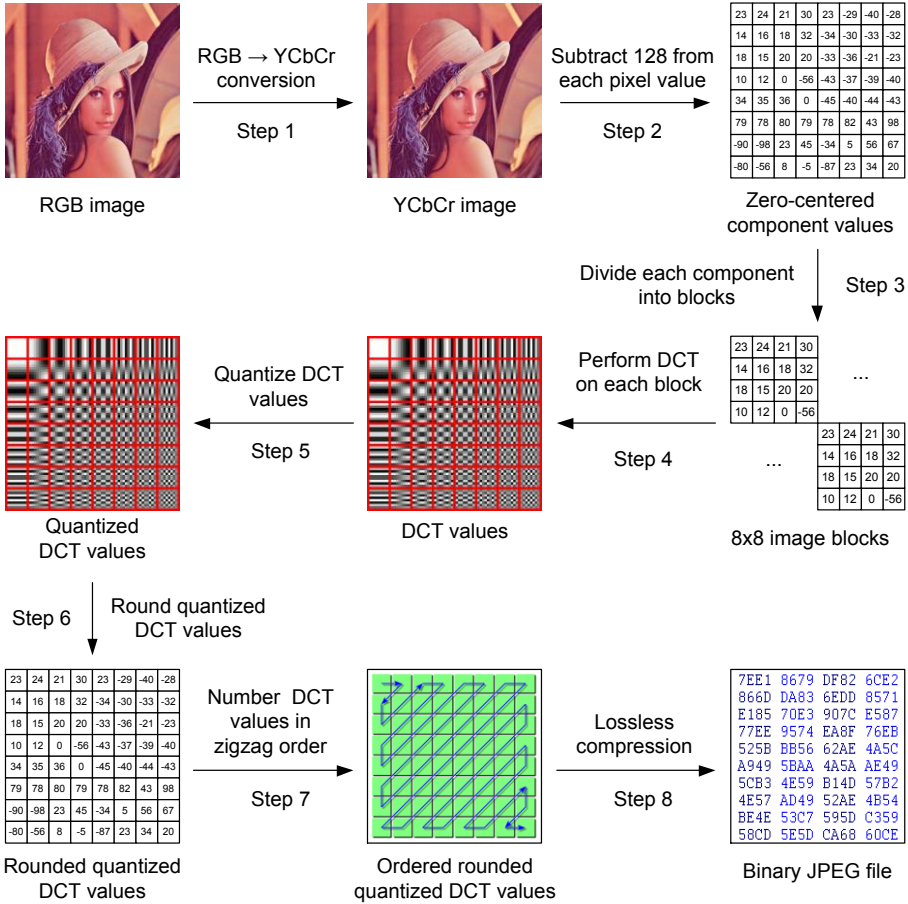 RGB → YCbCr
conversion
Step 1
Subtract 128 from
each pixel value
Step 2
23 24 21 30 23 -29 -40 -28
14 16 18 32 -34 -30 -33 -32
18 15 20 20 -33 -36 -21 -23
10 12 0 -56 -43 -37 -39 -40
34 35 36 0 -45 -40 -44 -43
79 78 80 79 78 82 43 98
-90 -98 23 45 -34 5 56 67
-80 -56 8 -5 -87 23 34 20
RGB image
YCbCr image
Zero-centered
component values
Divide each component
into blocks
Step 3
Quantize DCT
values
Step 5
Perform DCT
on each block
Step 4
23 24 21 30
14 16 18 32
18 15 20 20
10 12 0 -56
...
...
23 24 21 30
14 16 18 32
18 15 20 20
10 12 0 -56
Quantized
DCT values
DCT values
8x8 image blocks
Step 6
Round quantized
DCT values
23 24 21 30 23 -29 -40 -28
14 16 18 32 -34 -30 -33 -32
18 15 20 20 -33 -36 -21 -23
10 12 0 -56 -43 -37 -39 -40
34 35 36 0 -45 -40 -44 -43
79 78 80 79 78 82 43 98
-90 -98 23 45 -34 5 56 67
-80 -56 8 -5 -87 23 34 20
Number DCT
values in
zigzag order
Step 7
Lossless
compression
Step 8
7EE1 8679 DF82 6CE2
866D DA83 6EDD 8571
E185 70E3 907C E587
77EE 9574 EA8F 76EB
525B BB56 62AE 4A5C
A949 5BAA 4A5A AE49
5CB3 4E59 B14D 57B2
4E57 AD49 52AE 4B54
BE4E 53C7 595D C359
58CD 5E5D CA68 60CE
Rounded quantized
DCT values
Ordered rounded
quantized DCT values
Binary JPEG file